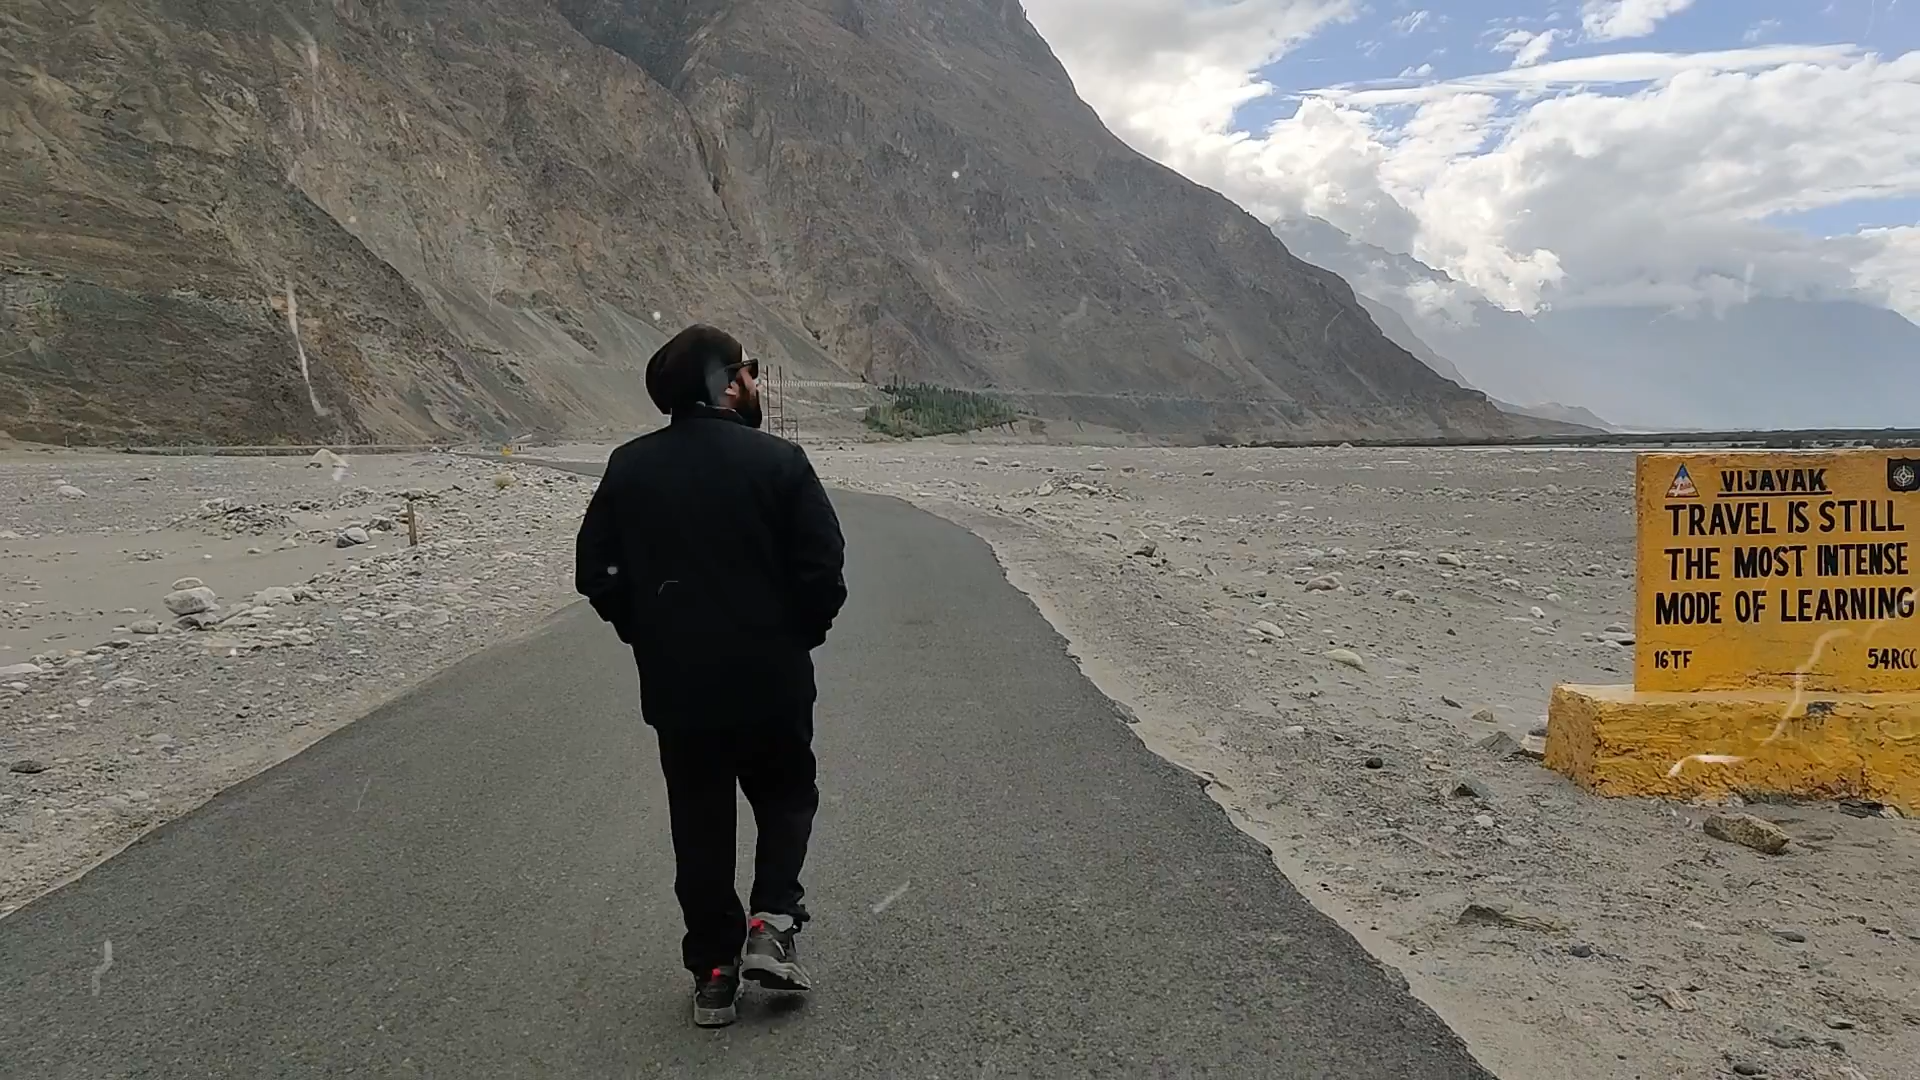 VIJAYAK
TRAVEL IS STILL
THE MOST INTENSE
MODE OF LEARNING
16TF 54RCC